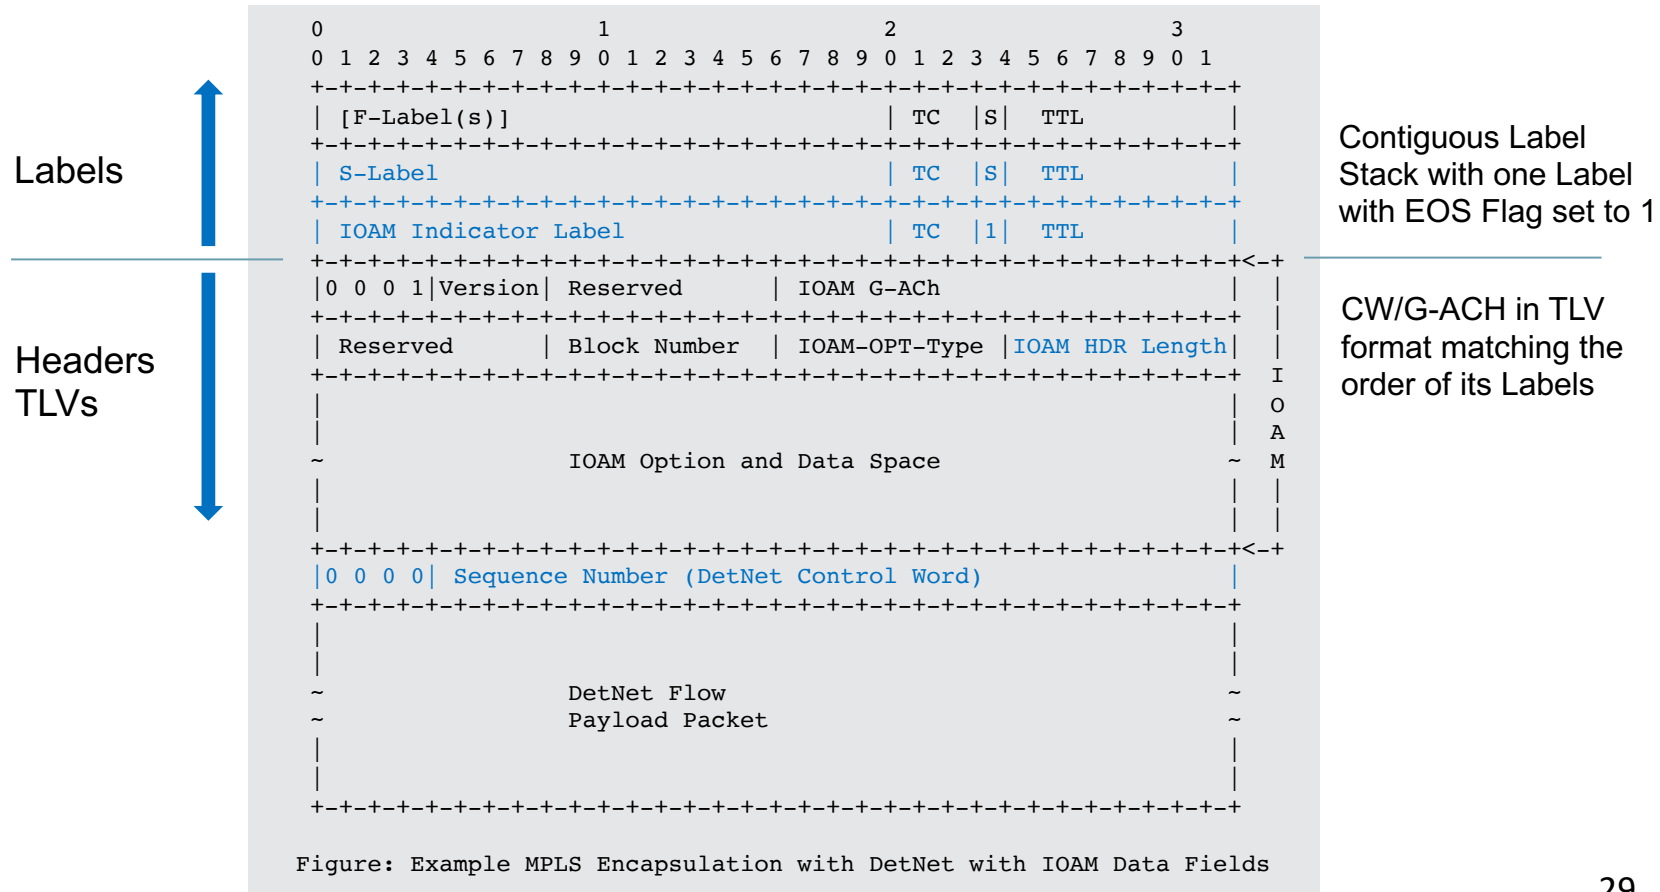 0                   1                   2                   3
0 1 2 3 4 5 6 7 8 9 0 1 2 3 4 5 6 7 8 9 0 1 2 3 4 5 6 7 8 9 0 1
+-+-+-+-+-+-+-+-+-+-+-+-+-+-+-+-+-+-+-+-+-+-+-+-+-+-+-+-+-+-+-+-+
| [F-Label(s)]                          | TC  |S|   TTL         |
+-+-+-+-+-+-+-+-+-+-+-+-+-+-+-+-+-+-+-+-+-+-+-+-+-+-+-+-+-+-+-+-+
| S-Label                               | TC  |S|   TTL         |
+-+-+-+-+-+-+-+-+-+-+-+-+-+-+-+-+-+-+-+-+-+-+-+-+-+-+-+-+-+-+-+-+
| IOAM Indicator Label                  | TC  |1|   TTL         |
+-+-+-+-+-+-+-+-+-+-+-+-+-+-+-+-+-+-+-+-+-+-+-+-+-+-+-+-+-+-+-+-+<-+
|0 0 0 1|Version| Reserved      | IOAM G-ACh                    |  |
+-+-+-+-+-+-+-+-+-+-+-+-+-+-+-+-+-+-+-+-+-+-+-+-+-+-+-+-+-+-+-+-+  |
| Reserved      | Block Number  | IOAM-OPT-Type |IOAM HDR Length|  |
+-+-+-+-+-+-+-+-+-+-+-+-+-+-+-+-+-+-+-+-+-+-+-+-+-+-+-+-+-+-+-+-+  I
|                                                               |  O
|                                                               |  A
~                 IOAM Option and Data Space                    ~  M
|                                                               |  |
|                                                               |  |
+-+-+-+-+-+-+-+-+-+-+-+-+-+-+-+-+-+-+-+-+-+-+-+-+-+-+-+-+-+-+-+-+<-+
|0 0 0 0| Sequence Number (DetNet Control Word)                 |
+-+-+-+-+-+-+-+-+-+-+-+-+-+-+-+-+-+-+-+-+-+-+-+-+-+-+-+-+-+-+-+-+
|                                                               |
|                                                               |
~                 DetNet Flow                                   ~
~                 Payload Packet                                ~
|                                                               |
|                                                               |
+-+-+-+-+-+-+-+-+-+-+-+-+-+-+-+-+-+-+-+-+-+-+-+-+-+-+-+-+-+-+-+-+
Figure: Example MPLS Encapsulation with DetNet with IOAM Data Fields
Labels
Headers
TLVs
Contiguous Label
Stack with one Label
with EOS Flag set to 1
CW/G-ACH in TLV
format matching the
order of its Labels
29